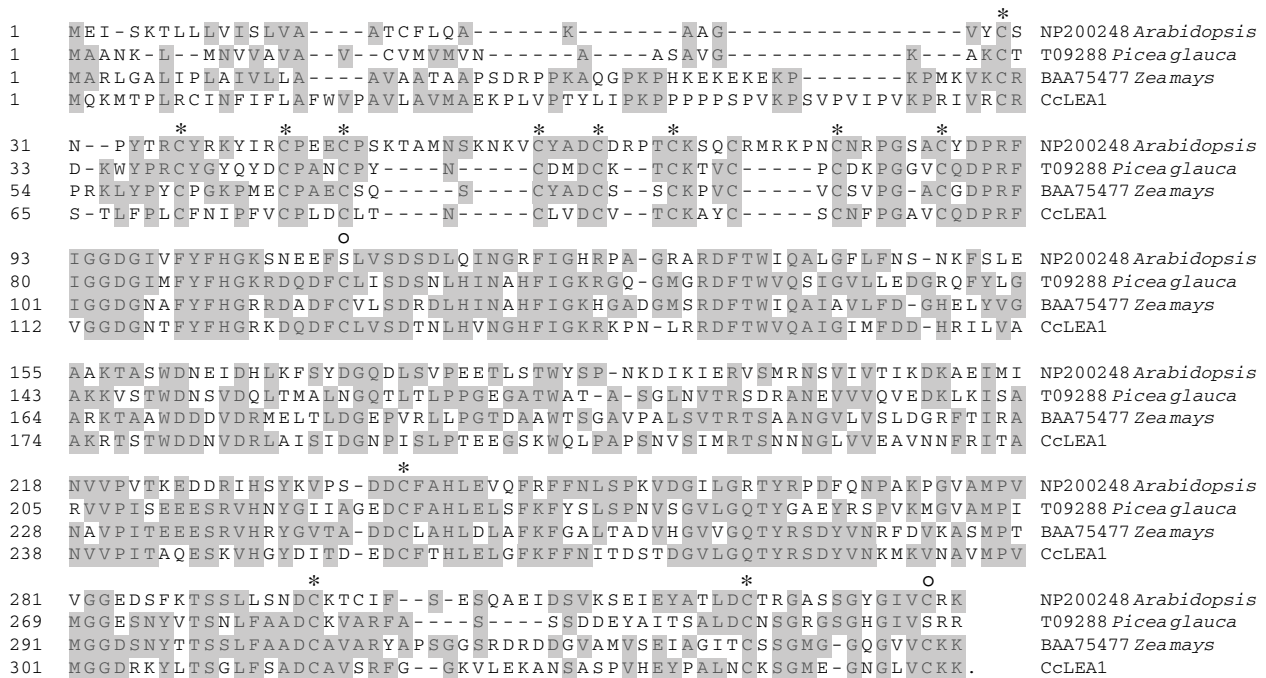 *
1 MEI-SKTLLLVISLVA----ATCFLQA------K-------AAG----------------VYCS NP200248 Arabidopsis
1 MAANK-L--MNVVAVA--V--CVMVMVN-----A----ASAVG-------------K---AKCT T09288 Picea glauca
1 MARLGALIPLAIVLLA----AVAATAAPSDRPPKAQGPKPHKEKEKEKP-------KPMKVKCR BAA75477 Zea mays
1 MQKMTPLRCINFIFLAFWVPAVLAVMAEKPLVPTYLIPKPPPPPPSPVKPSVPVIPVKPRIVRCR CcLEA1
* * * * * * * *
31 N--PYTRCYRKYIRCPEECPSKTAMNSKNKVCYADCDRPTCKSQCRMRKPNCNRPGSACYDPRF NP200248 Arabidopsis
33 D-KWYPRCYGYQYDCPANCPY---N-----CDMDCK--TCKTVC-----PCDKPGGVCQDPRF T09288 Picea glauca
54 PRKLYPYCPGKPMECPAECSQ---S-----CYADCS--SCKPVC-----VCSVPG-ACGDPRF BAA75477 Zea mays
65 S-TLFPLCFNIPFVCPLDCLT---N-----CLVDCV--TCKAYC-----SCNFPGAVCQDPRF CcLEA1
o
93 IGGDGIVFYFHGKSNEEFSLVSDSDLQINGRFIGHRPA-GRARDFTWIQALGFLFNS-NKFSLE NP200248 Arabidopsis
80 IGGDGIMFYFHGKRDQDFCLISDSNLHINAHFIGKRGQ-GMGRDFTWVQSIGVLLEDGRQFYLG T09288 Picea glauca
101 IGGDGNAFYFHGRRDADFCVLSDRDLHINAHFIGKHGADGMSRDFTWIQAIAVLFD-GHELYVG BAA75477 Zea mays
112 VGGDGNTFYFHGRKDQDFCLVSDTNLHVNGHFIGKRKPN-LRRDFTWVQAIGIMFDD-HRILVA CcLEA1
155 AAKTASWDNEIDHLKFSYDGQDLSVPEETLSTWYSP-NKDIKIERVSMRNSVIVTIKDKAEIMI NP200248 Arabidopsis
143 AKKVSTWDNSVDQLTMALNGQTLTLPPGEGATWAT-A-SGLNVTRSDRANEVVVQVEDKLKISA T09288 Picea glauca
164 ARKTAAWDDDVDRMELTLDGEPVRLLPGTDAAWTSGAVPALSVTRTSAANGVLVSLDGRFTIRA BAA75477 Zea mays
174 AKRTSTWDDNVDRLAISIDGNPISLPTEEGSKWQLPAPSNVSIMRTSNNNGLVVEAVNNFRITA CcLEA1
*
218 NVVPVTKEDDRIHSYKVPS-DDCFAHLEVQFRFFNLSPKVDGILGRTYRPDFQNPAKPGVAMPV NP200248 Arabidopsis
205 RVVPISEEESRVHNYGIIAGEDCFAHLELSFKFYSLSPNVSGVLGQTYGAEYRSPVKMGVAMPI T09288 Picea glauca
228 NAVPITEEESRVHRYGVTA-DDCLAHLDLAFKFGALTADVHGVVGQTYRSDYVNRFDVKASMPT BAA75477 Zea mays
238 NVVPITAQESKVHGYDITD-EDCFTHLELGFKFFNITDSTDGVLGQTYRSDYVNKMKVNAVMPV CcLEA1
* * o
281 VGGEDSFKTSSLLSNDCKTCIF--S-ESQAEIDSVKSEIEYATLDCTRGASSGYGIVCRK NP200248 Arabidopsis
269 MGGESNYVTSNLFAADCKVARFA---S----SSDDEYAITSALDCNSGRGSGHGIVSRR T09288 Picea glauca
291 MGGDSNYTTSSLFAADCAVARYAPSGGSRDRDDGVAMVSEIAGITCSSGMG-GQGVVCKK BAA75477 Zea mays
301 MGGDRKYLTSGLFSADCAVSRFG--GKVLEKANSASPVHEYPALNCKSGME-GNGLVCKK. CcLEA1